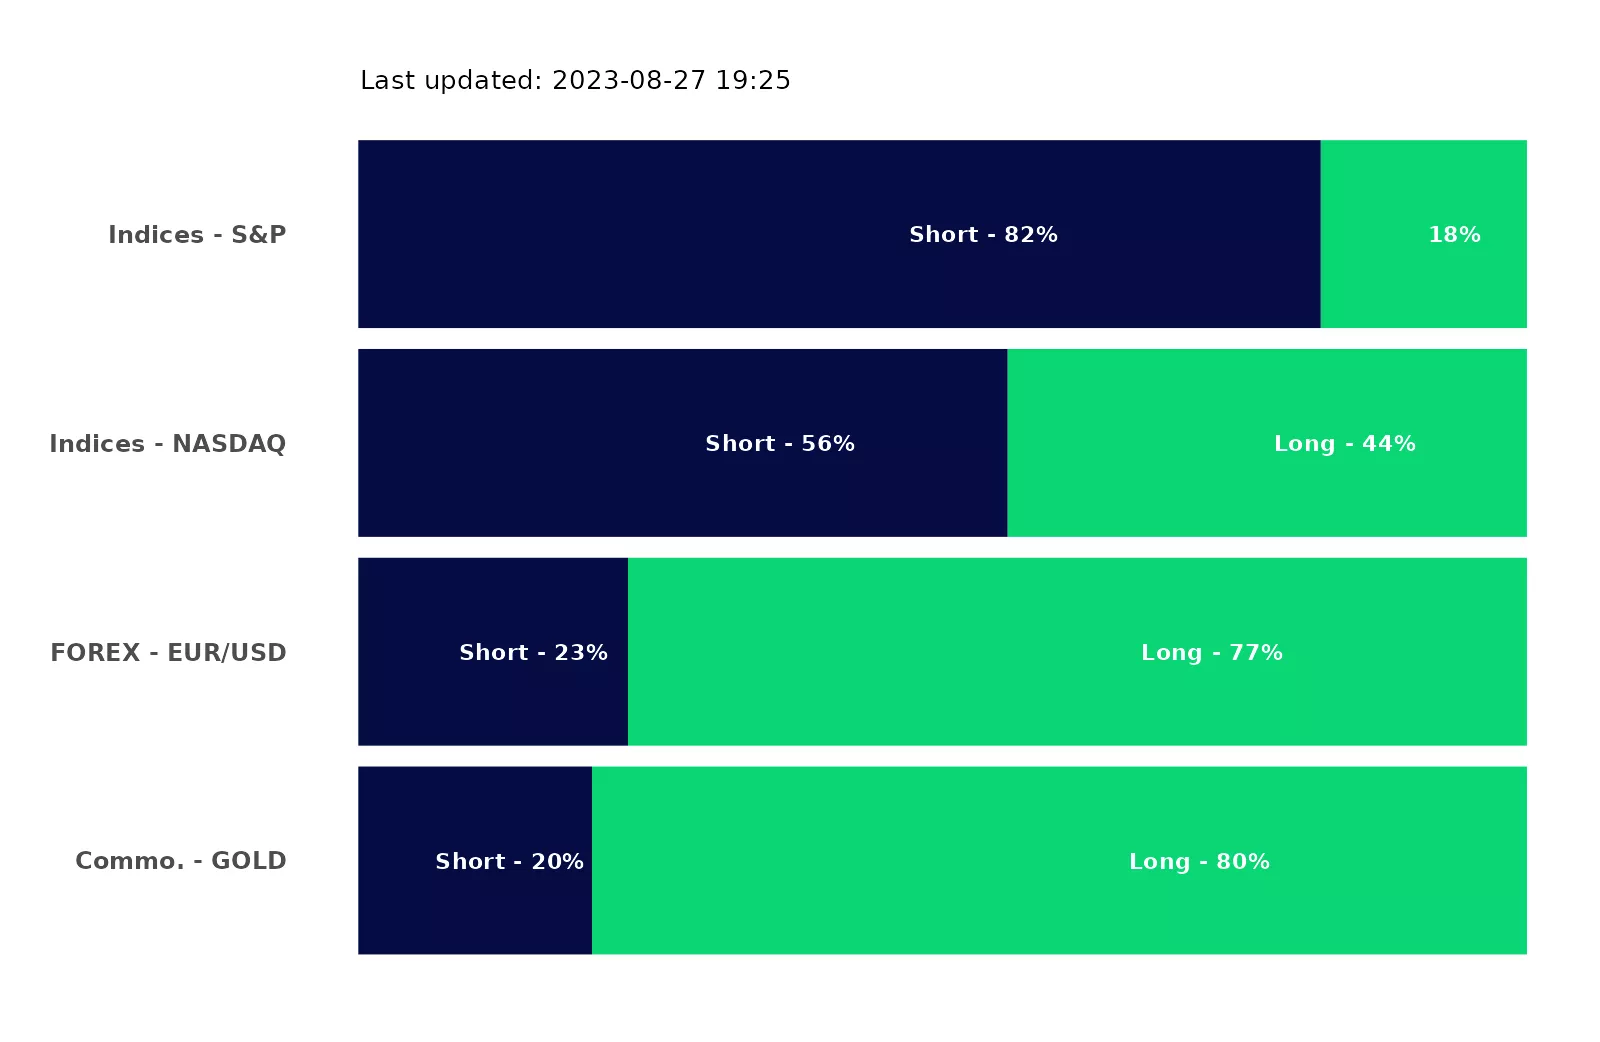 Last updated: 2023-08-27 19:25
Indices - S&P
Short - 82%
18%
Indices - NASDAQ
Short - 56%
Long - 44%
FOREX - EUR/USD
Short - 23%
Long - 77%
Commo. - GOLD
Short - 20%
Long - 80%